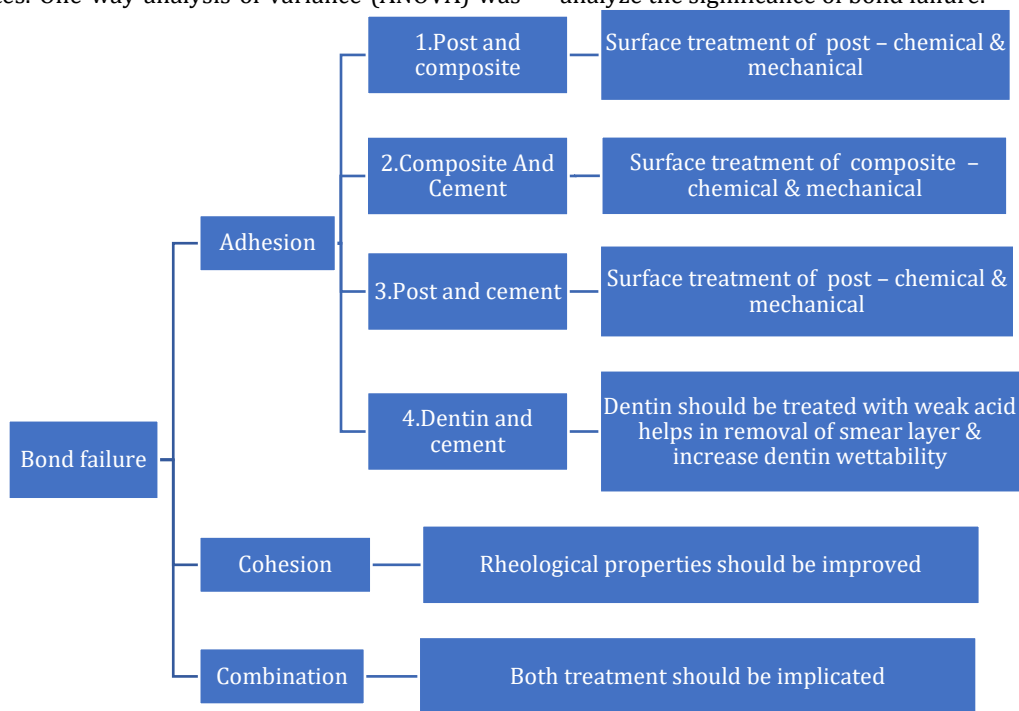 ces. One way analysis of variance (ANOVA) was
analyze the significance of bond failure.
1.Post and
composite
Surface treatment of post – chemical &
mechanical
2.Composite And
Cement
Surface treatment of composite –
chemical & mechanical
Adhesion
3.Post and cement
Surface treatment of post – chemical &
mechanical
4.Dentin and
cement
Dentin should be treated with weak acid
helps in removal of smear layer &
increase dentin wettability
Bond failure
Cohesion
Rheological properties should be improved
Combination
Both treatment should be implicated